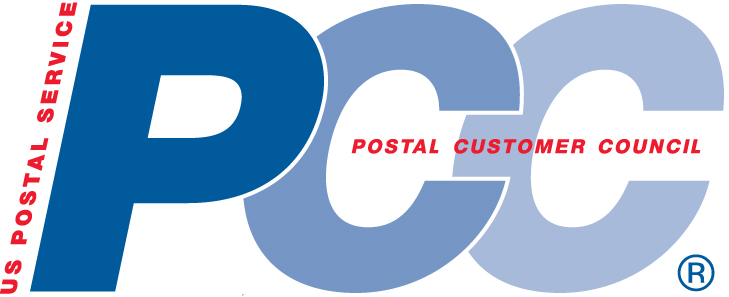 US POSTAL SERVICE
PCC
POSTAL CUSTOMER COUNCIL
®